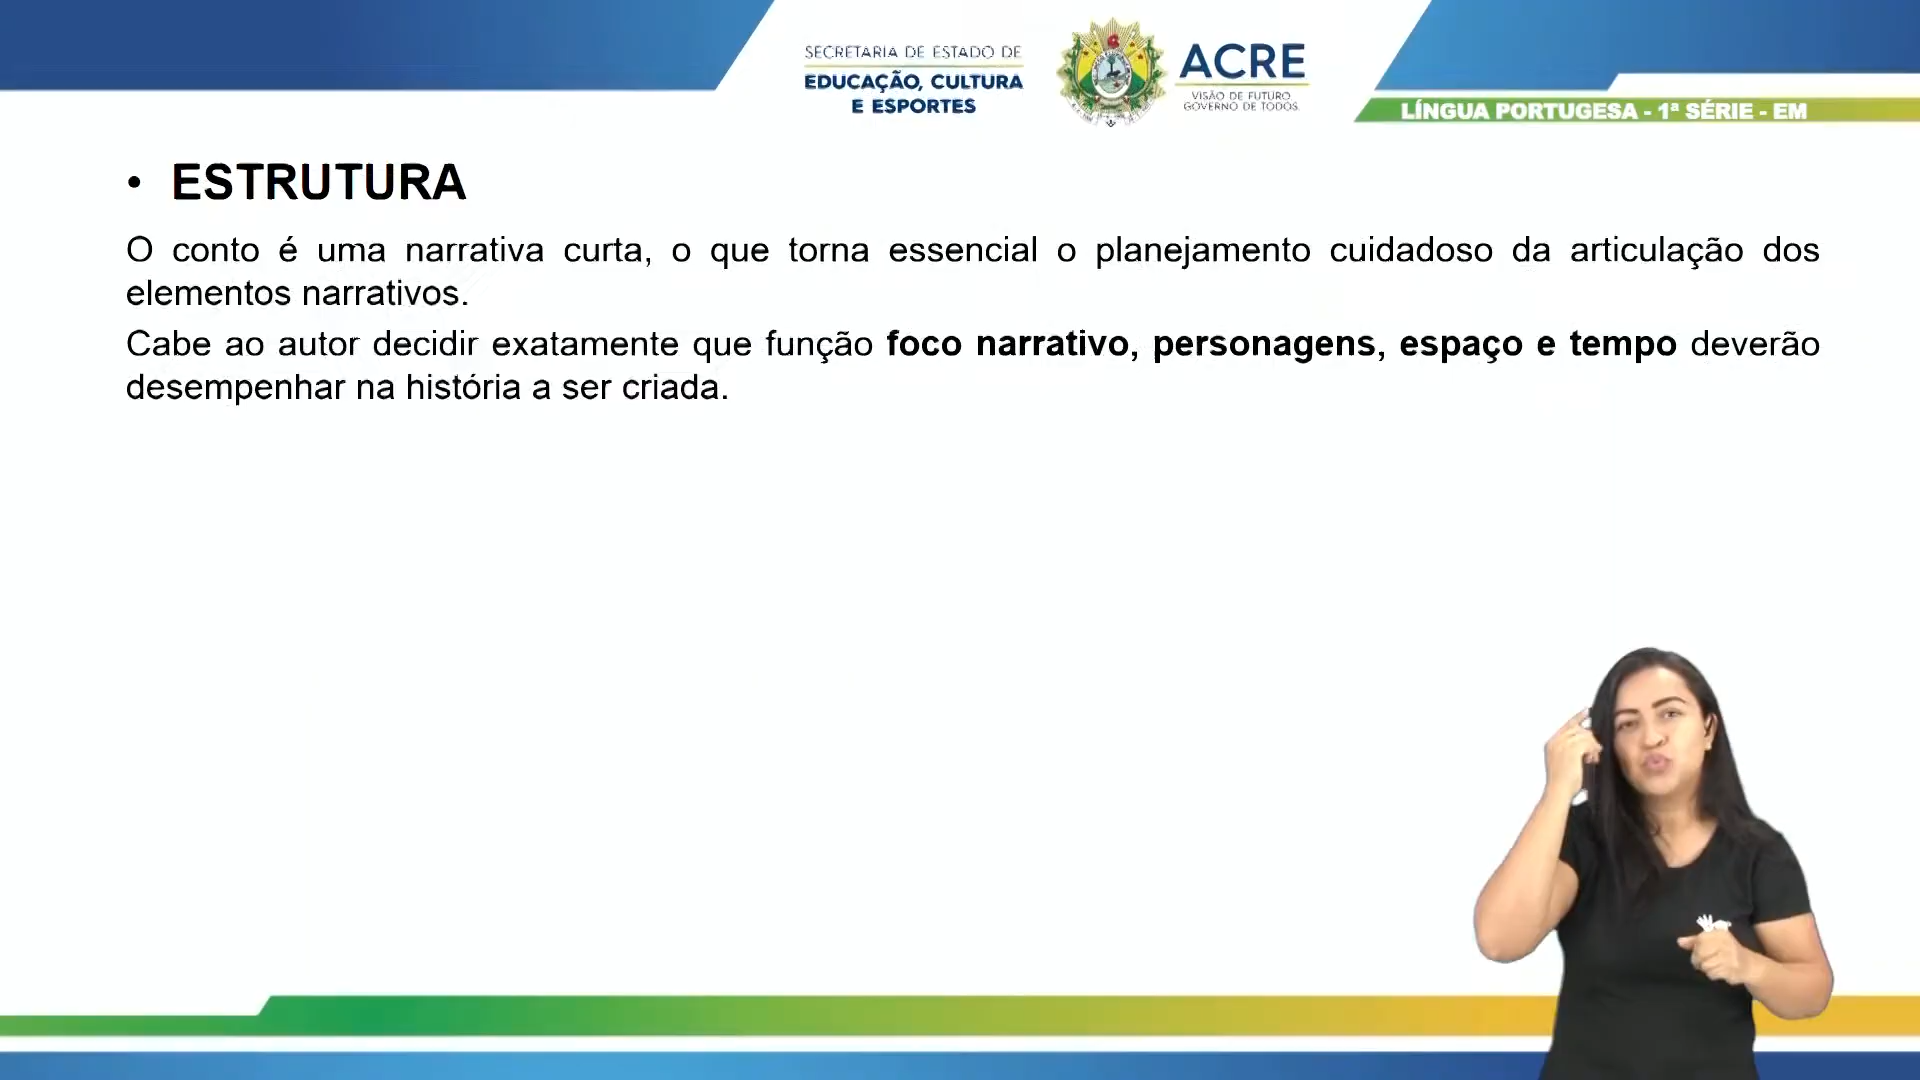 SECRETARIA DE ESTADO DE
EDUCAÇÃO, CULTURA
E ESPORTES
ACRE
VISÃO DE FUTURO
GOVERNO DE TODOS
LÍNGUA PORTUGESA - 1ª SÉRIE - EM
• ESTRUTURA
O conto é uma narrativa curta, o que torna essencial o planejamento cuidadoso da articulação dos
elementos narrativos.
Cabe ao autor decidir exatamente que função foco narrativo, personagens, espaço e tempo deverão
desempenhar na história a ser criada.